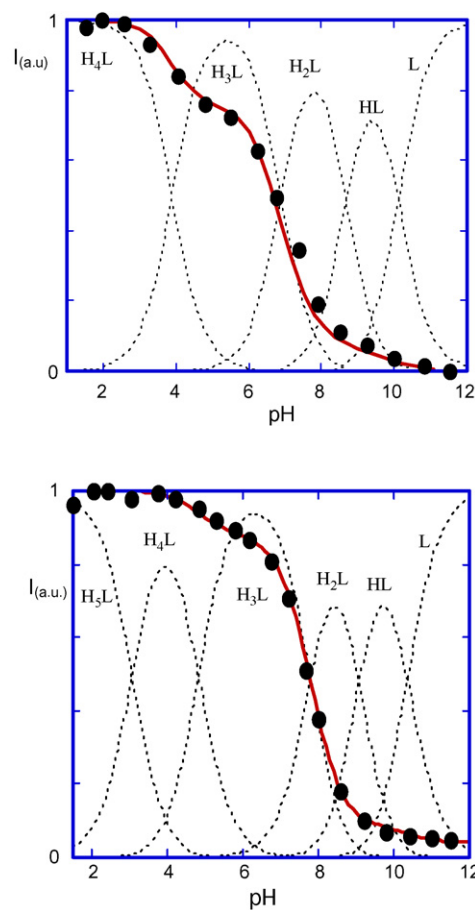 1
I(a.u)
H₄L
H₃L
H₂L
HL
L
0
2 4 6 8 10 12
pH
1
I(a.u.)
H₅L
H₄L
H₃L
H₂L
HL
L
0
2 4 6 8 10 12
pH